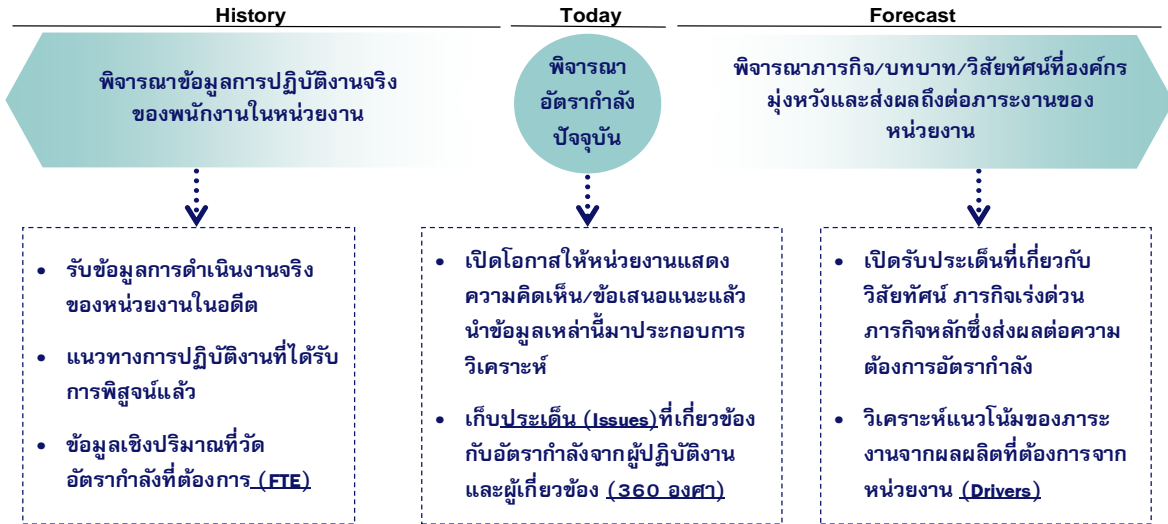 History
Today
Forecast
พิจารณาข้อมูลการปฏิบัติงานจริง
ของพนักงานในหน่วยงาน
พิจารณา
อัตรากำลัง
ปัจจุบัน
พิจารณาภารกิจ/บทบาท/วิสัยทัศน์ที่องค์กร
มุ่งหวังและส่งผลถึงต่อภาระงานของ
หน่วยงาน
• รับข้อมูลการดำเนินงานจริง
ของหน่วยงานในอดีต
• แนวทางการปฏิบัติงานที่ได้รับ
การพิสูจน์แล้ว
• ข้อมูลเชิงปริมาณที่วัด
อัตรากำลังที่ต้องการ (FTE)
• เปิดโอกาสให้หน่วยงานแสดง
ความคิดเห็น/ข้อเสนอแนะแล้ว
นำข้อมูลเหล่านี้มาประกอบการ
วิเคราะห์
• เก็บประเด็น (Issues)ที่เกี่ยวข้อง
กับอัตรากำลังจากผู้ปฏิบัติงาน
และผู้เกี่ยวข้อง (360 องศา)
• เปิดรับประเด็นที่เกี่ยวกับ
วิสัยทัศน์ ภารกิจเร่งด่วน
ภารกิจหลักซึ่งส่งผลต่อความ
ต้องการอัตรากำลัง
• วิเคราะห์แนวโน้มของภาระ
งานจากผลผลิตที่ต้องการจาก
หน่วยงาน (Drivers)